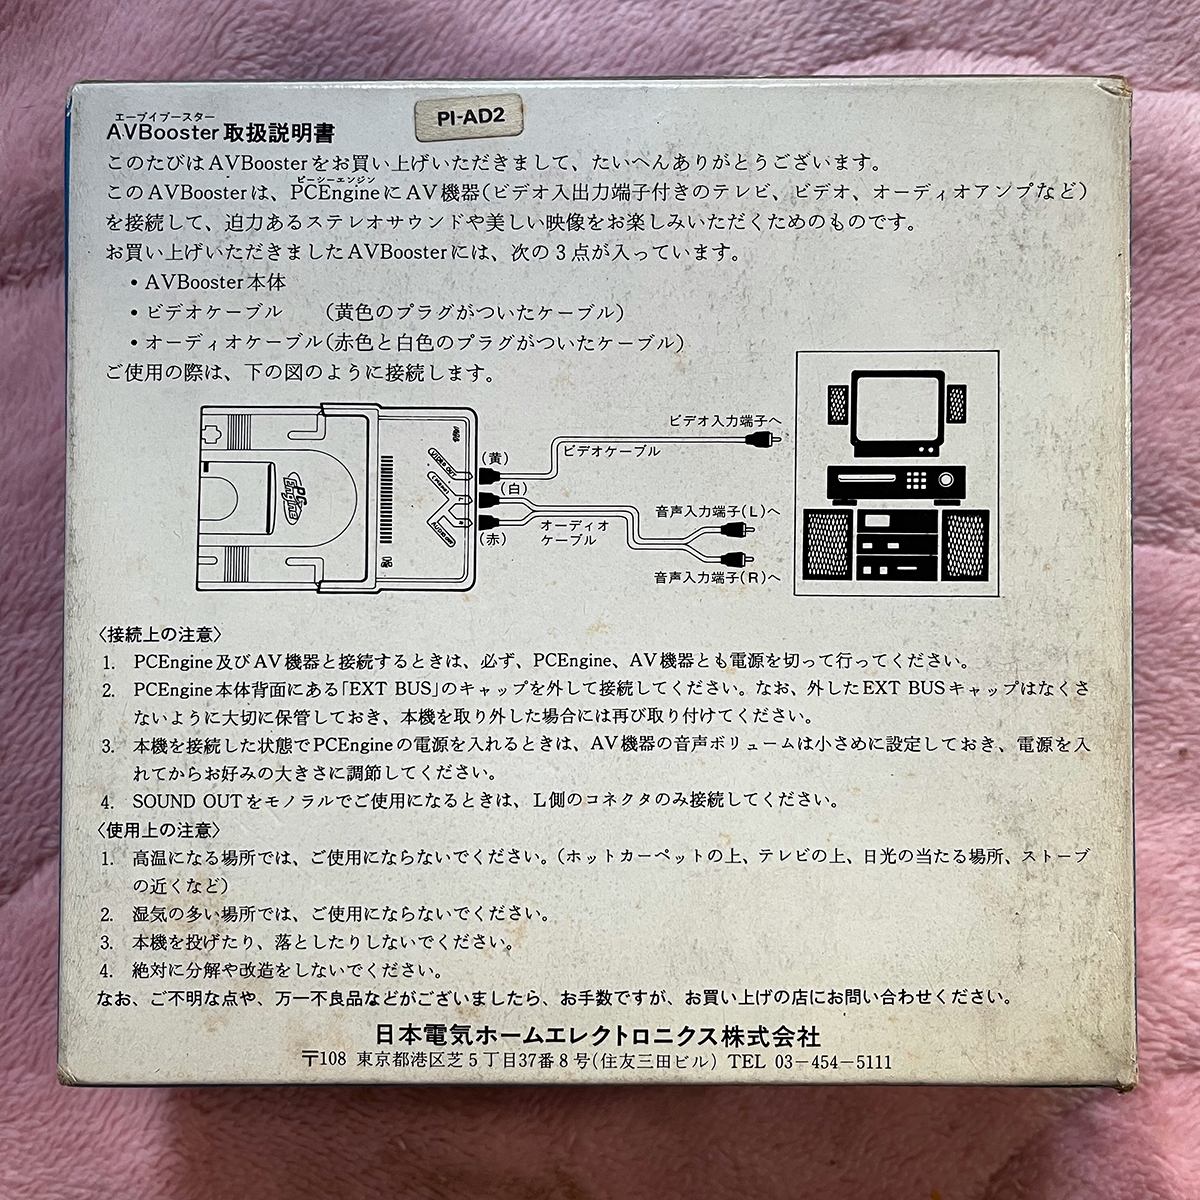 エーブイブースター
AVBooster取扱説明書
PI-AD2
このたびはAVBoosterをお買い上げいただきまして、たいへんありがとうございます。
ピーシーエンジン
このAVBoosterは、PCEngineにAV機器(ビデオ入出力端子付きのテレビ、ビデオ、オーディオアンプなど)
を接続して、迫力あるステレオサウンドや美しい映像をお楽しみいただくためのものです。
お買い上げいただきましたAVBoosterには、次の3点が入っています。
・AVBooster本体
・ビデオケーブル　　(黄色のプラグがついたケーブル)
・オーディオケーブル(赤色と白色のプラグがついたケーブル)
ご使用の際は、下の図のように接続します。
PC Engine
VIDEO OUT
(黄)
(白)
(赤)
ビデオ入力端子へ
ビデオケーブル
音声入力端子(L)へ
オーディオ
ケーブル
音声入力端子(R)へ
〈接続上の注意〉
1. PCEngine及びAV機器と接続するときは、必ず、PCEngine、AV機器とも電源を切って行ってください。
2. PCEngine本体背面にある「EXT BUS」のキャップを外して接続してください。なお、外したEXT BUSキャップはなくさ
ないように大切に保管しておき、本機を取り外した場合には再び取り付けてください。
3. 本機を接続した状態でPCEngineの電源を入れるときは、AV機器の音声ボリュームは小さめに設定しておき、電源を入
れてからお好みの大きさに調節してください。
4. SOUND OUTをモノラルでご使用になるときは、L側のコネクタのみ接続してください。
〈使用上の注意〉
1. 高温になる場所では、ご使用にならないでください。(ホットカーペットの上、テレビの上、日光の当たる場所、ストーブ
の近くなど)
2. 湿気の多い場所では、ご使用にならないでください。
3. 本機を投げたり、落としたりしないでください。
4. 絶対に分解や改造をしないでください。
なお、ご不明な点や、万一不良品などがございましたら、お手数ですが、お買い上げの店にお問い合わせください。
日本電気ホームエレクトロニクス株式会社
〒108 東京都港区芝5丁目37番8号(住友三田ビル) TEL 03-454-5111